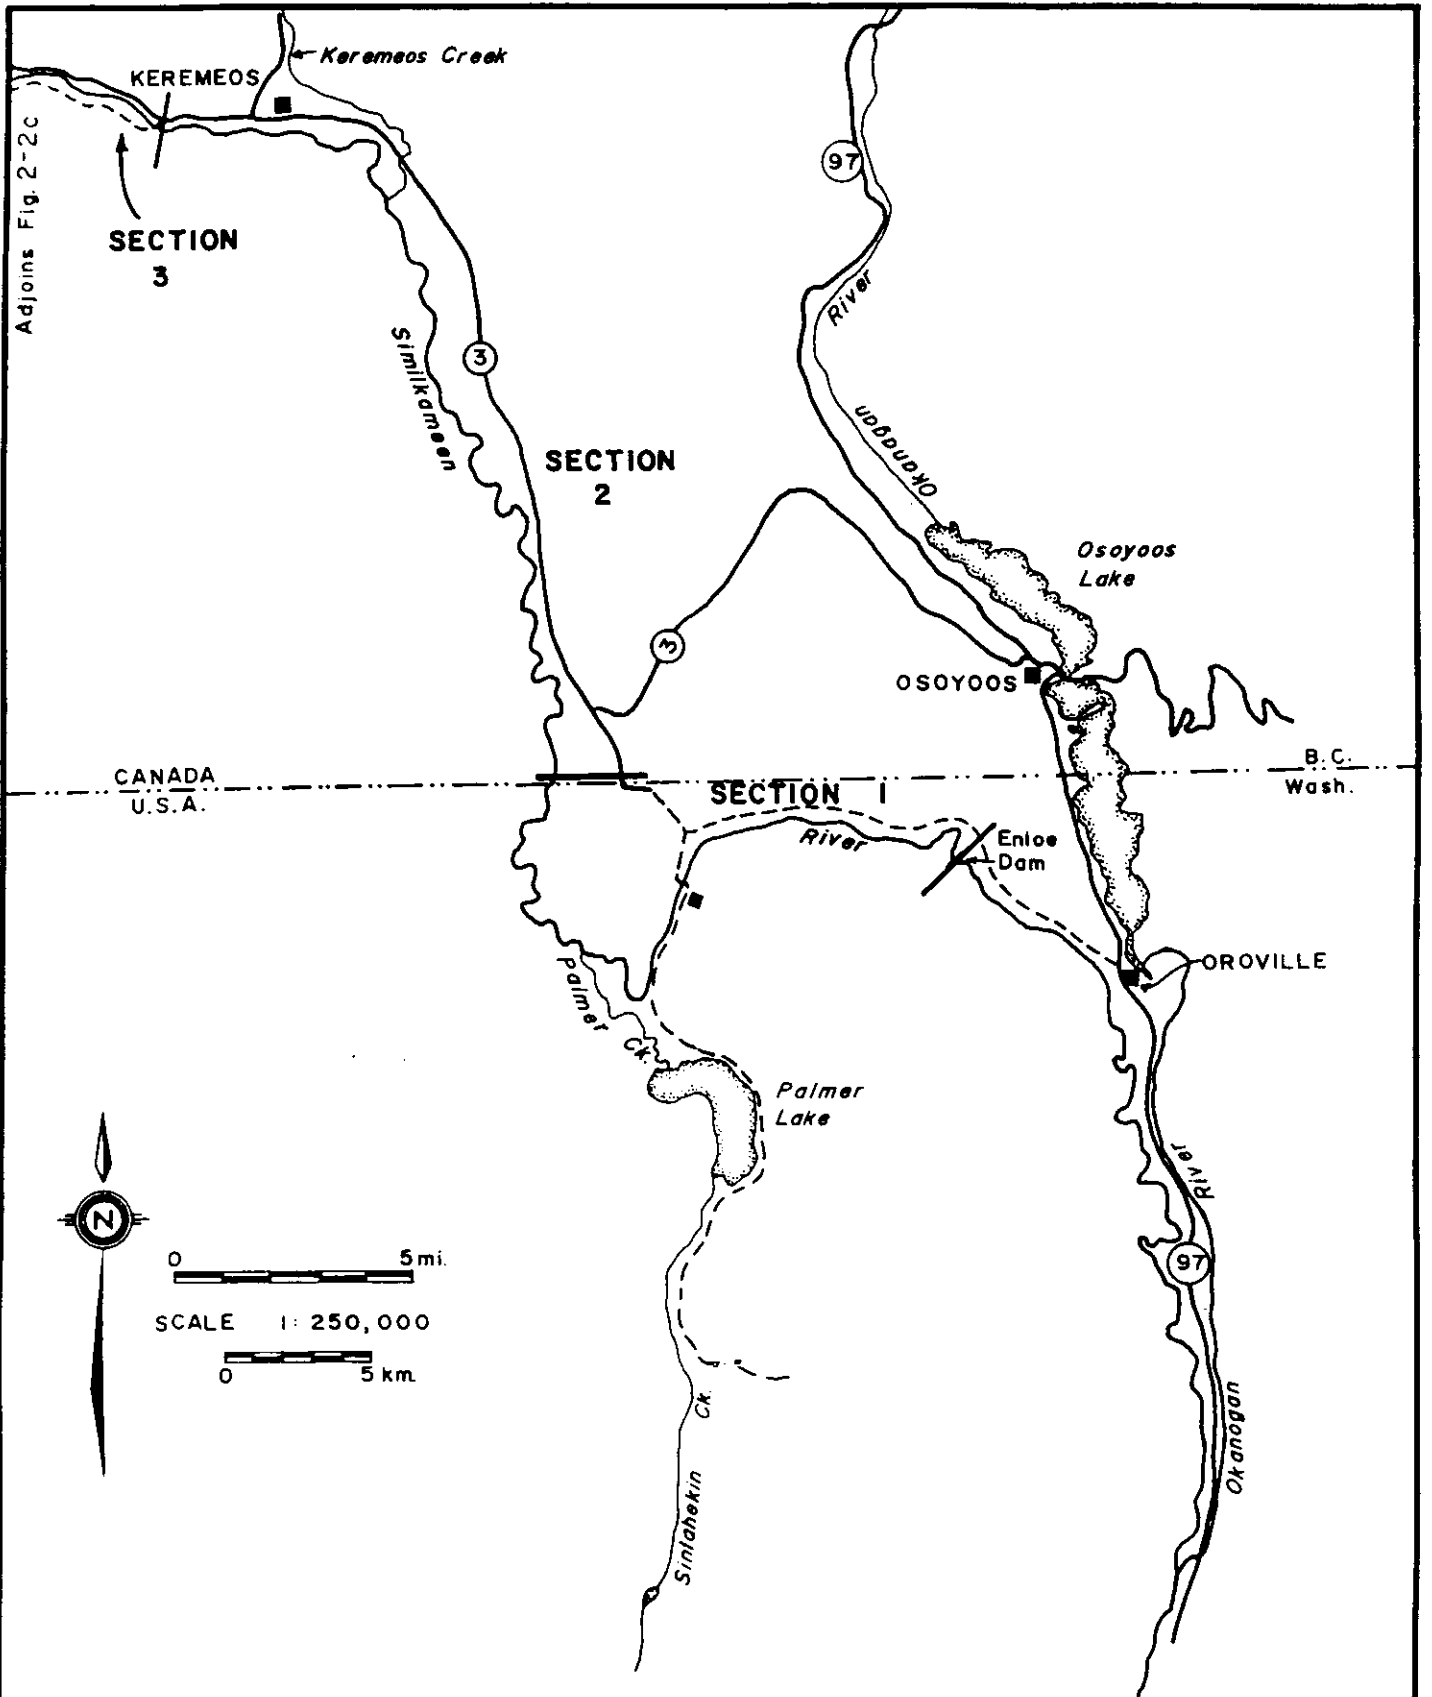 Keremeos Creek
KEREMEOS
Adjoins Fig. 2-2c
97
SECTION
3
River
Similkameen
3
Okanagan
SECTION
2
Osoyoos
Lake
3
OSOYOOS
CANADA
U.S.A.
B.C.
Wash.
SECTION 1
River
Enloe
Dam
OROVILLE
Palmer Ck.
Palmer
Lake
River
N
0 5 mi.
97
SCALE 1: 250,000
0 5 km
Okanogan
Sinlahekin Ck.